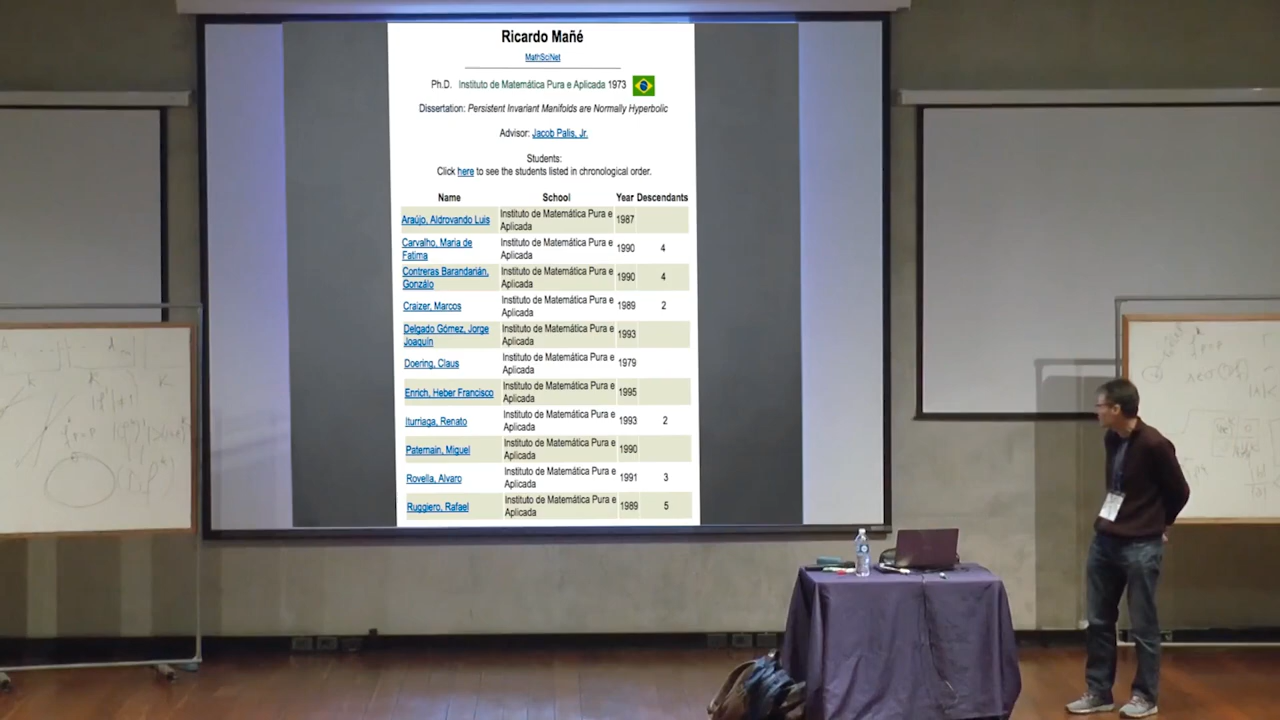 Ricardo Mañé
MathSciNet
Ph.D. Instituto de Matemática Pura e Aplicada 1973
Dissertation: Persistent Invariant Manifolds are Normally Hyperbolic
Advisor: Jacob Palis, Jr.
Students:
Click here to see the students listed in chronological order.
Name School Year Descendants
Araújo, Aldrovando Luis Instituto de Matemática Pura e Aplicada 1987
Carvalho, Maria de Fatima Instituto de Matemática Pura e Aplicada 1990 4
Contreras Barandarián, Gonzálo Instituto de Matemática Pura e Aplicada 1990 4
Craizer, Marcos Instituto de Matemática Pura e Aplicada 1989 2
Delgado Gómez, Jorge Joaquín Instituto de Matemática Pura e Aplicada 1993
Doering, Claus Instituto de Matemática Pura e Aplicada 1979
Enrich, Heber Francisco Instituto de Matemática Pura e Aplicada 1995
Iturriaga, Renato Instituto de Matemática Pura e Aplicada 1993 2
Paternain, Miguel Instituto de Matemática Pura e Aplicada 1990
Rovella, Alvaro Instituto de Matemática Pura e Aplicada 1991 3
Ruggiero, Rafael Instituto de Matemática Pura e Aplicada 1989 5